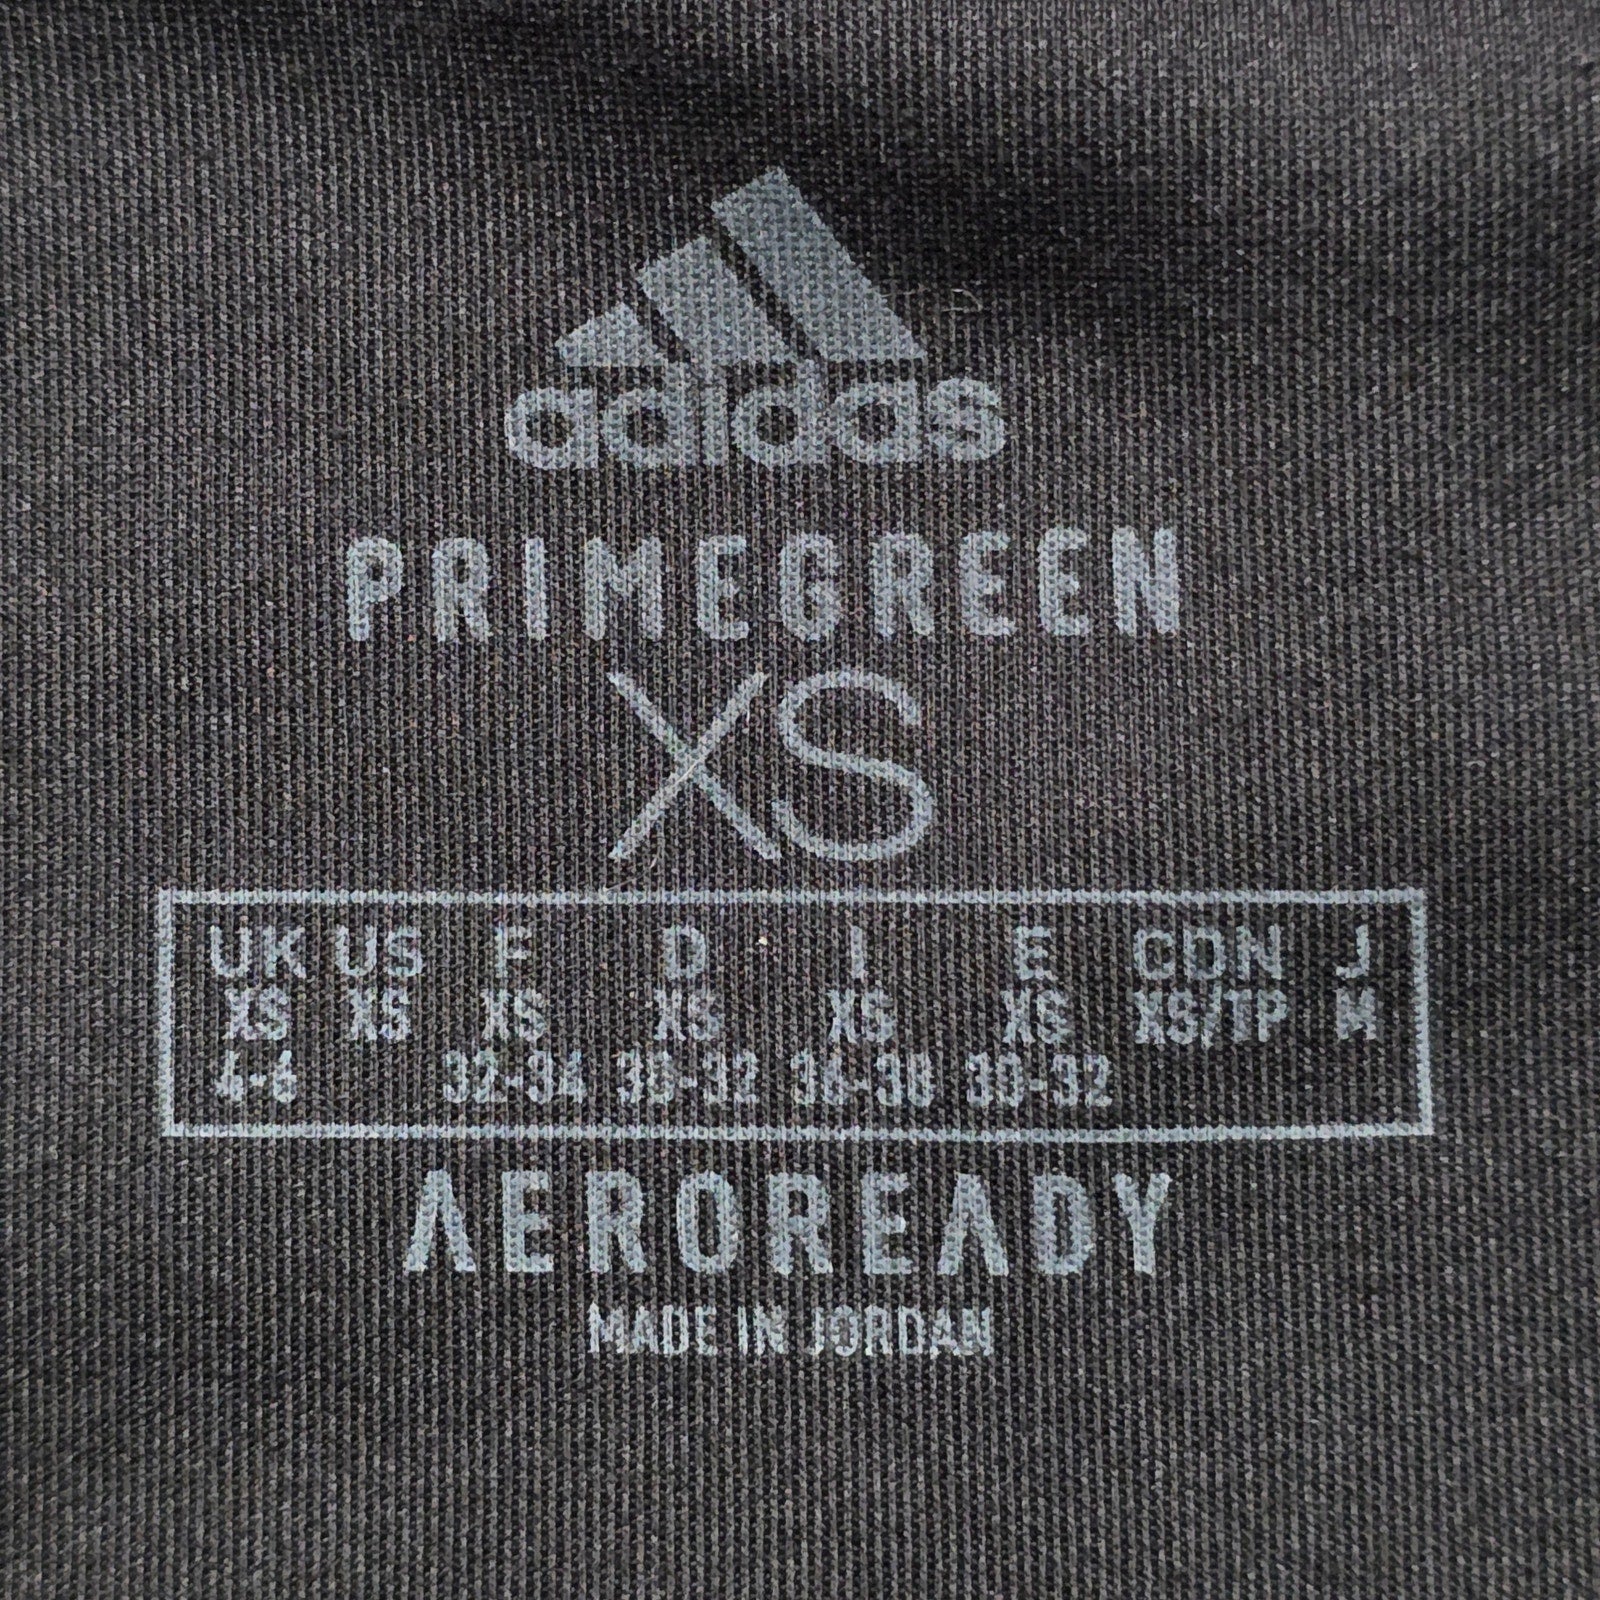 adidas
PRIMEGREEN
XS
UK US F D I E CDN J
XS XS XS XS XS XS XS/TP M
4-6 32-34 30-32 36-38 30-32
AEROREADY
MADE IN JORDAN